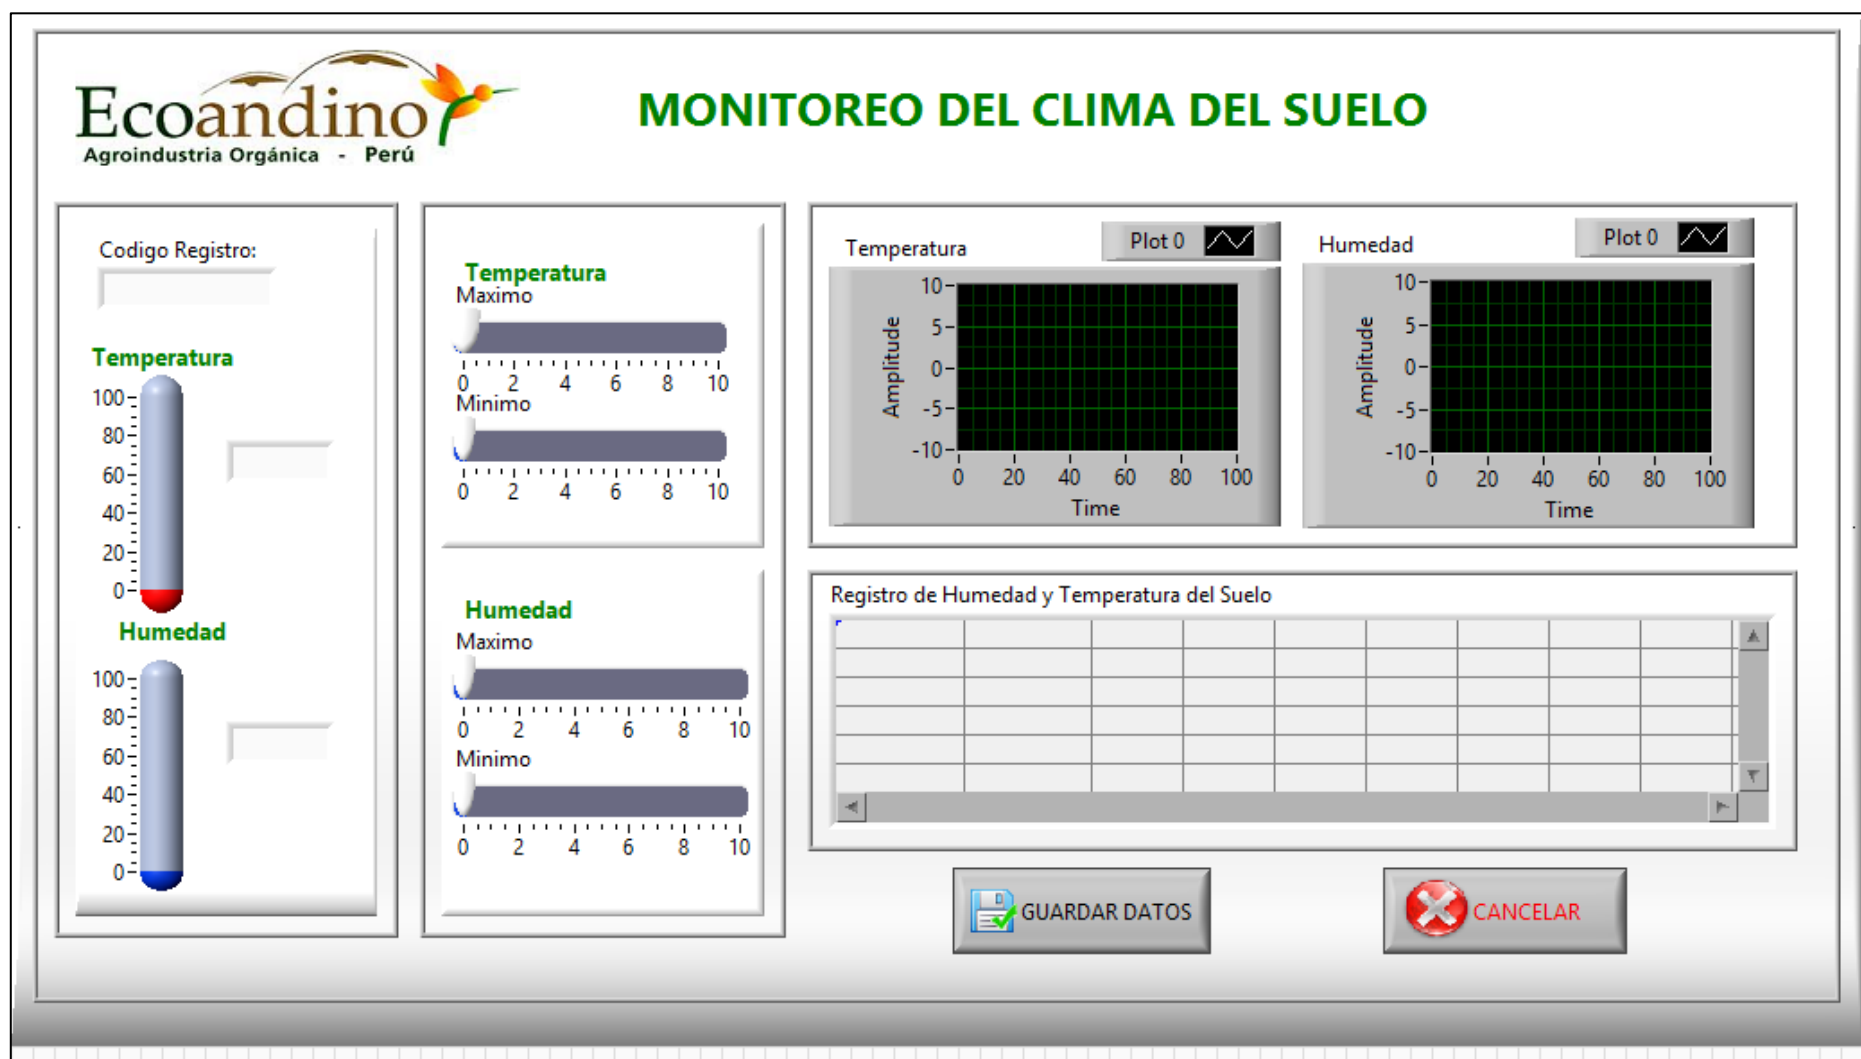 Ecoandino
Agroindustria Orgánica - Perú
MONITOREO DEL CLIMA DEL SUELO
Codigo Registro:
Temperatura
100
80
60
40
20
0
Humedad
100
80
60
40
20
0
Temperatura
Maximo
0 2 4 6 8 10
Minimo
0 2 4 6 8 10
Humedad
Maximo
0 2 4 6 8 10
Minimo
0 2 4 6 8 10
Temperatura
Plot 0
Amplitude
10
5
0
-5
-10
0 20 40 60 80 100
Time
Humedad
Plot 0
Amplitude
10
5
0
-5
-10
0 20 40 60 80 100
Time
Registro de Humedad y Temperatura del Suelo
GUARDAR DATOS
CANCELAR